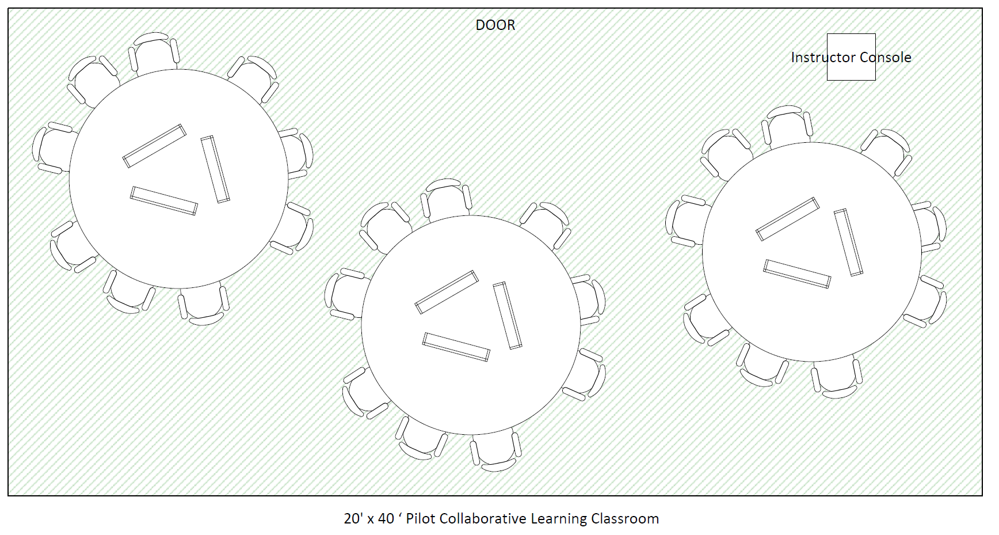 DOOR
Instructor Console
20' x 40 ‘ Pilot Collaborative Learning Classroom